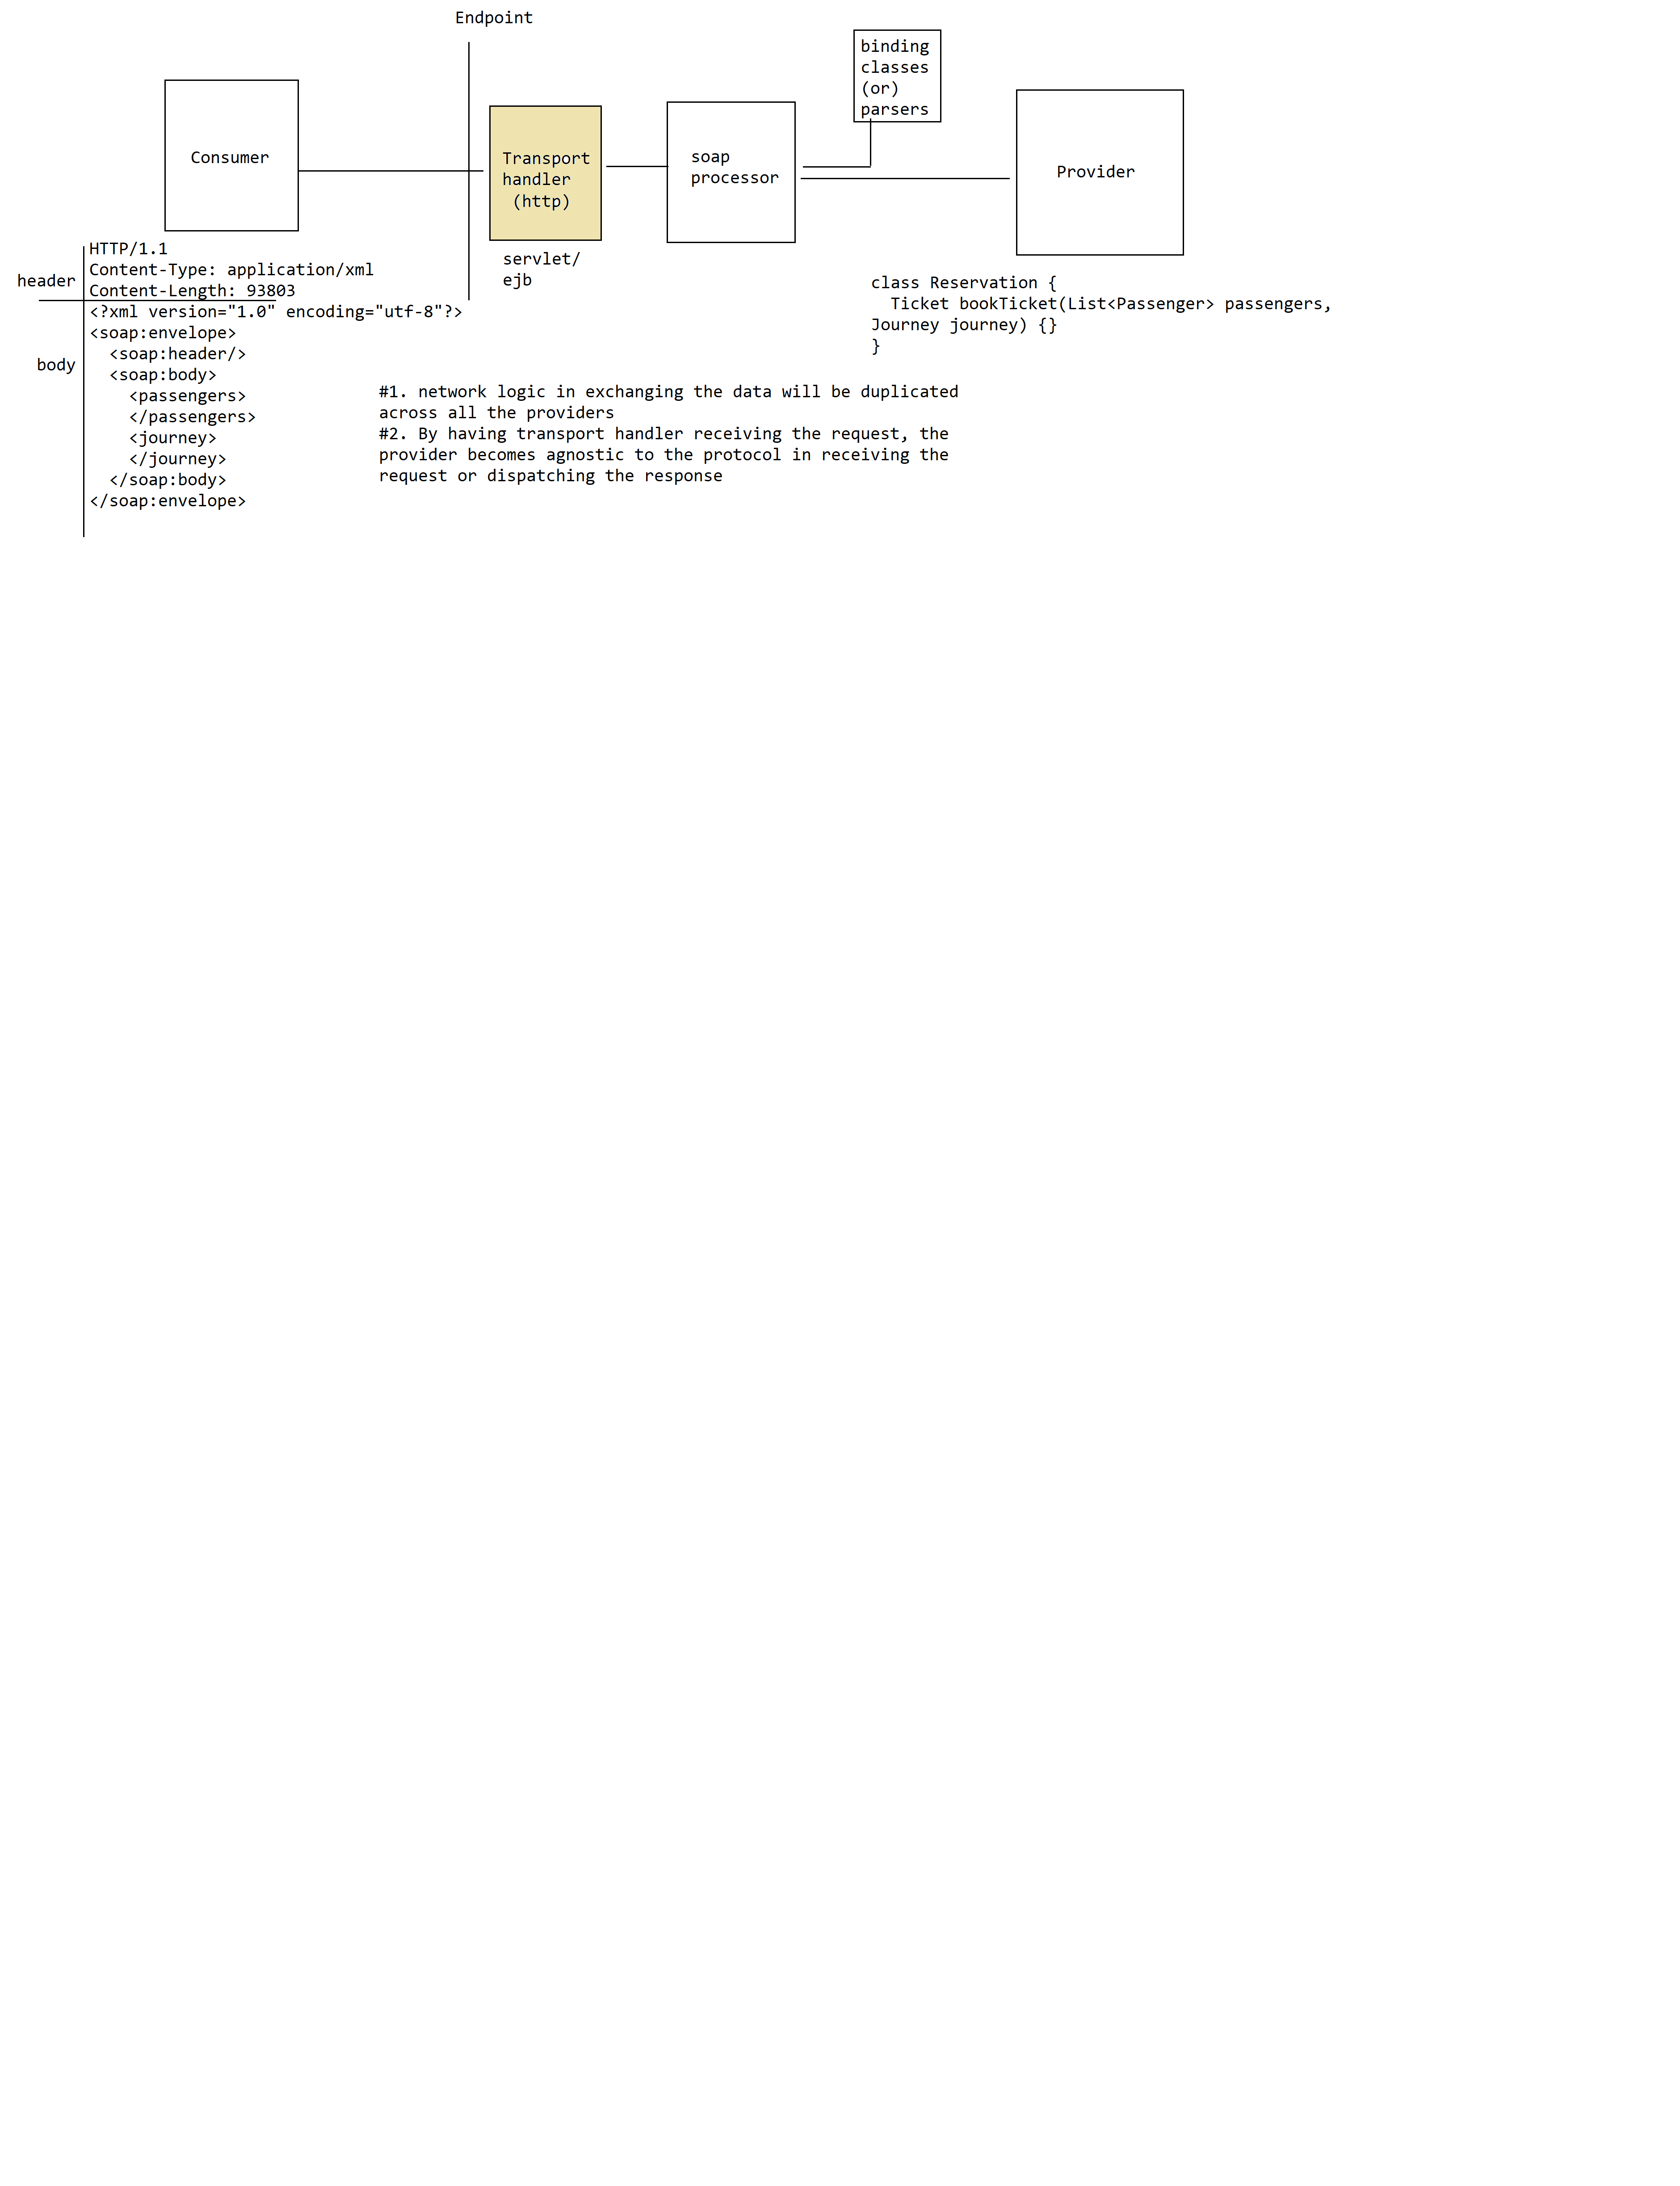 Endpoint
binding
classes
(or)
parsers
Consumer
Transport
handler
(http)
soap
processor
Provider
servlet/
ejb
header
HTTP/1.1
Content-Type: application/xml
Content-Length: 93803
body
<?xml version="1.0" encoding="utf-8"?>
<soap:envelope>
  <soap:header/>
  <soap:body>
    <passengers>
    </passengers>
    <journey>
    </journey>
  </soap:body>
</soap:envelope>
class Reservation {
  Ticket bookTicket(List<Passenger> passengers,
Journey journey) {}
}
#1. network logic in exchanging the data will be duplicated
across all the providers
#2. By having transport handler receiving the request, the
provider becomes agnostic to the protocol in receiving the
request or dispatching the response